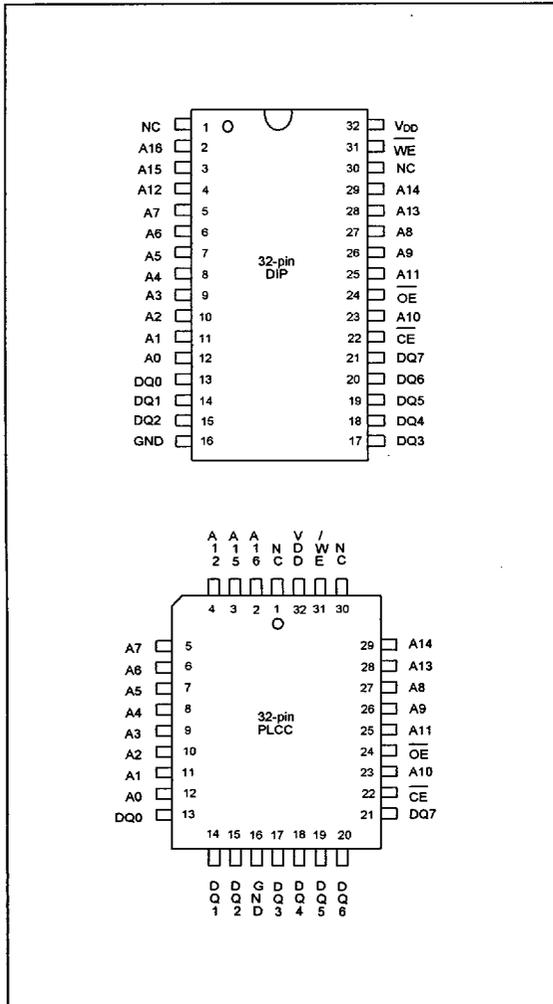 NC 1 32 VDD
A16 2 31 WE
A15 3 30 NC
A12 4 29 A14
A7 5 28 A13
A6 6 27 A8
A5 7 26 A9
A4 8 25 A11
A3 9 24 OE
A2 10 23 A10
A1 11 22 CE
A0 12 21 DQ7
DQ0 13 20 DQ6
DQ1 14 19 DQ5
DQ2 15 18 DQ4
GND 16 17 DQ3
32-pin
DIP
A12 A15 A16 NC VDD /WE NC
4 3 2 1 32 31 30
A7 5 29 A14
A6 6 28 A13
A5 7 27 A8
A4 8 26 A9
A3 9 25 A11
A2 10 24 OE
A1 11 23 A10
A0 12 22 CE
DQ0 13 21 DQ7
32-pin
PLCC
14 15 16 17 18 19 20
DQ1 DQ2 GND DQ3 DQ4 DQ5 DQ6